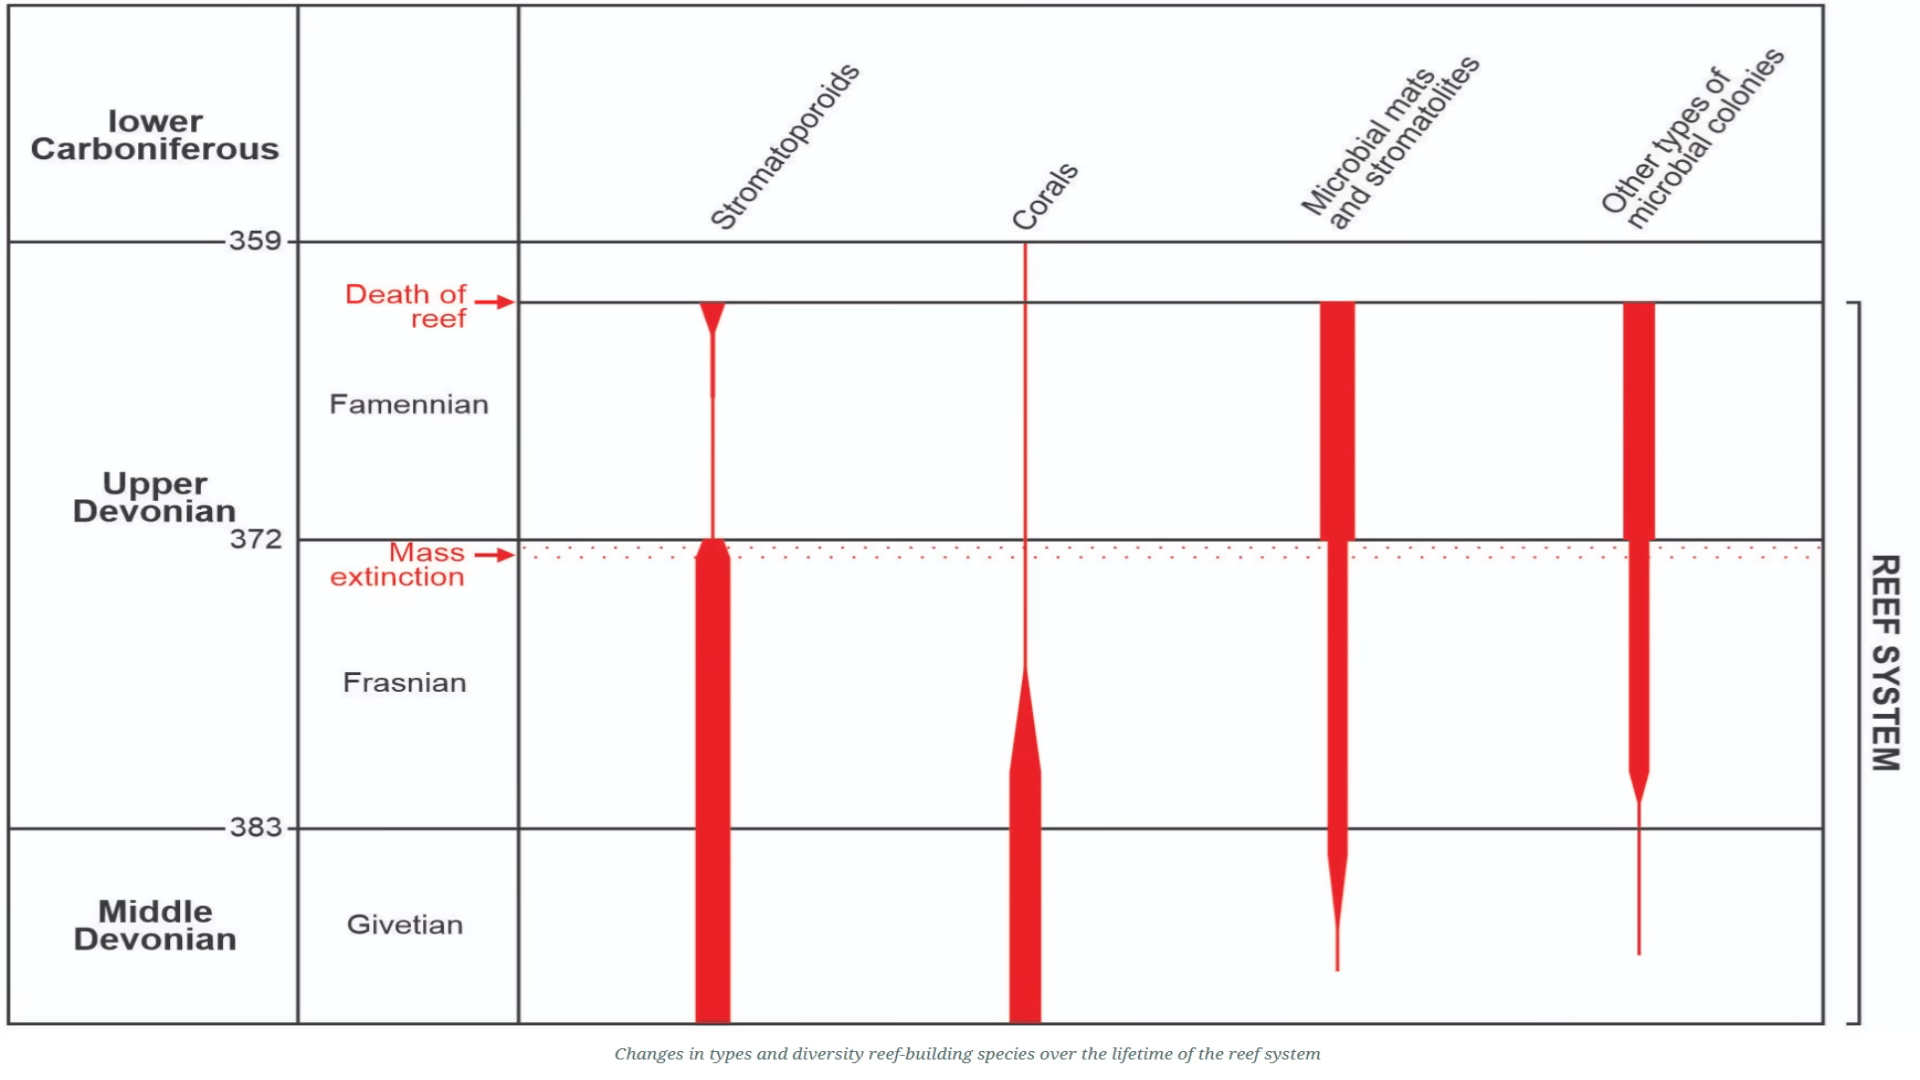 lower
Carboniferous
Stromatoporoids
Corals
Microbial mats
and stromatolites
Other types of
microbial colonies
359
Death of
reef
Famennian
Upper
Devonian
372
Mass
extinction
Frasnian
REEF SYSTEM
383
Middle
Devonian
Givetian
Changes in types and diversity reef-building species over the lifetime of the reef system